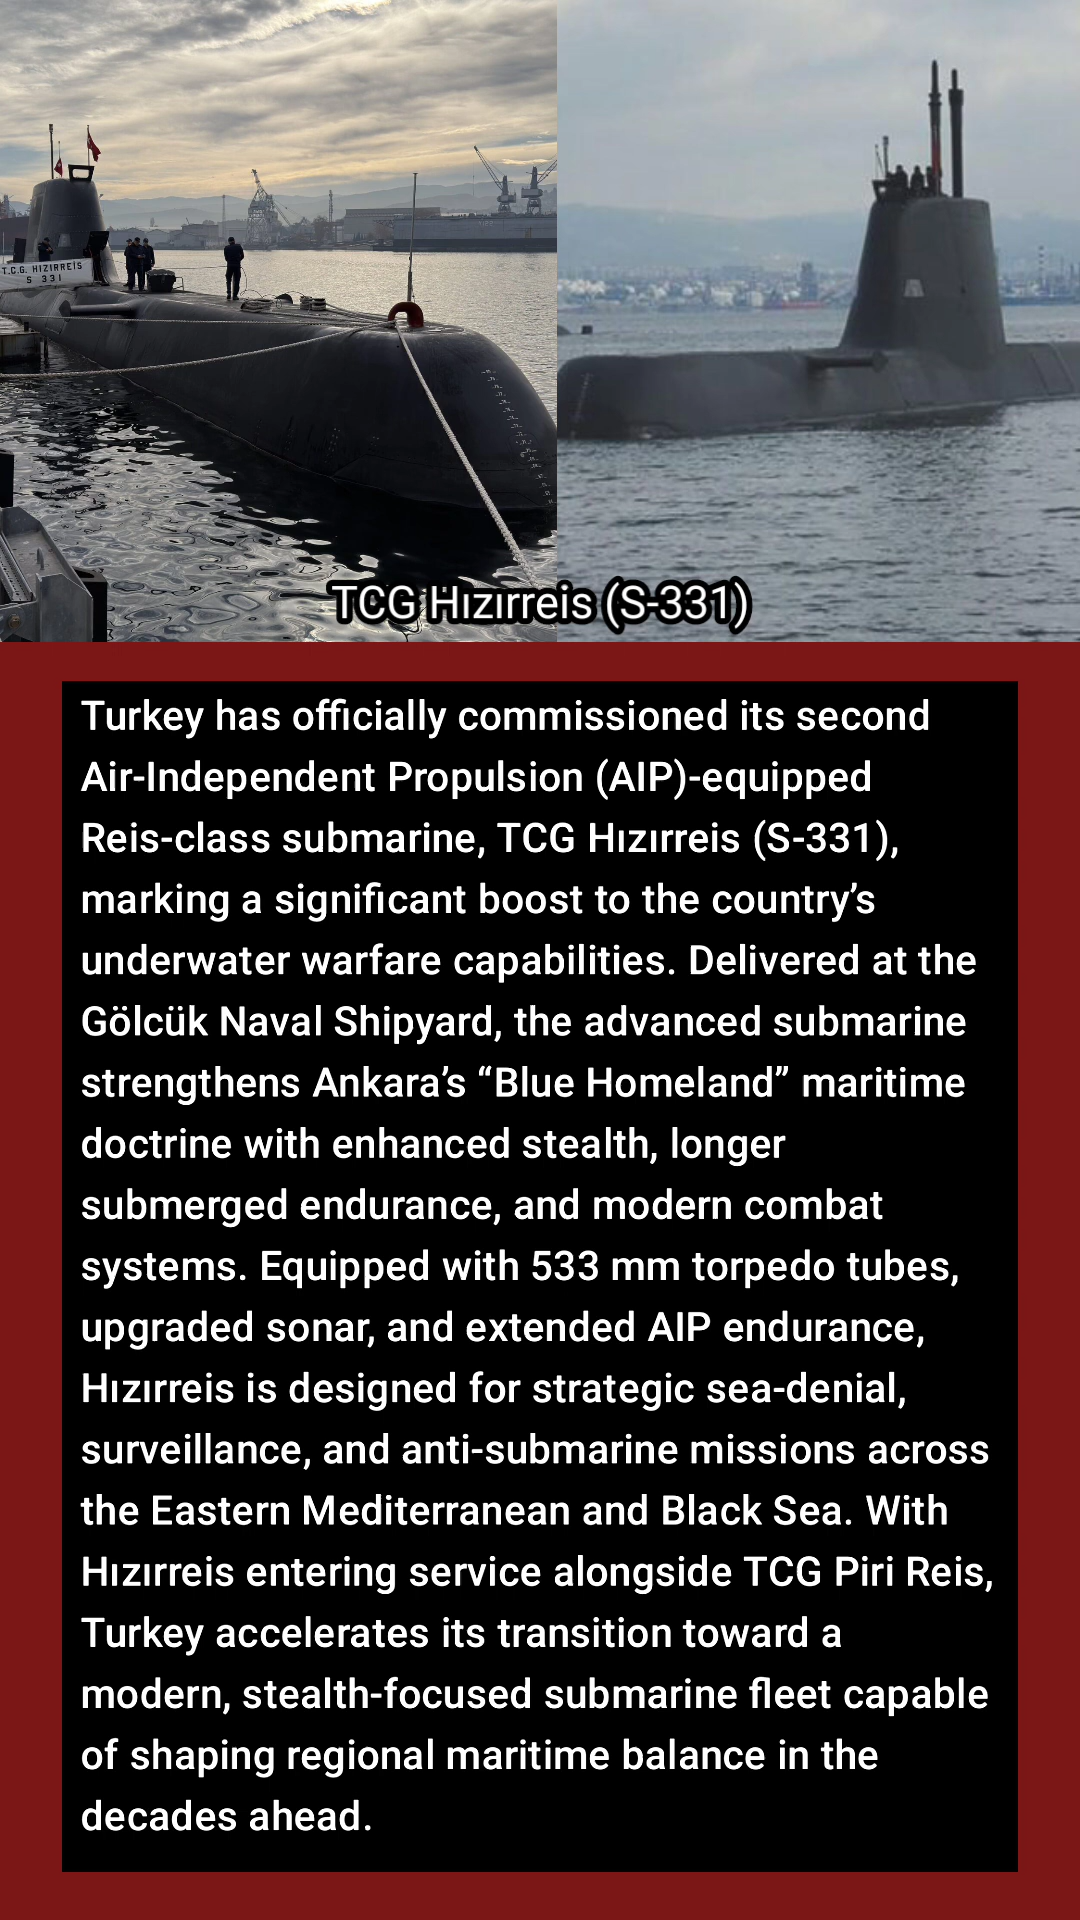 T.C.G. HIZIRREİS
S 331
TCG Hızırreis (S-331)
Turkey has officially commissioned its second
Air-Independent Propulsion (AIP)-equipped
Reis-class submarine, TCG Hızırreis (S-331),
marking a significant boost to the country’s
underwater warfare capabilities. Delivered at the
Gölcük Naval Shipyard, the advanced submarine
strengthens Ankara’s “Blue Homeland” maritime
doctrine with enhanced stealth, longer
submerged endurance, and modern combat
systems. Equipped with 533 mm torpedo tubes,
upgraded sonar, and extended AIP endurance,
Hızırreis is designed for strategic sea-denial,
surveillance, and anti-submarine missions across
the Eastern Mediterranean and Black Sea. With
Hızırreis entering service alongside TCG Piri Reis,
Turkey accelerates its transition toward a
modern, stealth-focused submarine fleet capable
of shaping regional maritime balance in the
decades ahead.